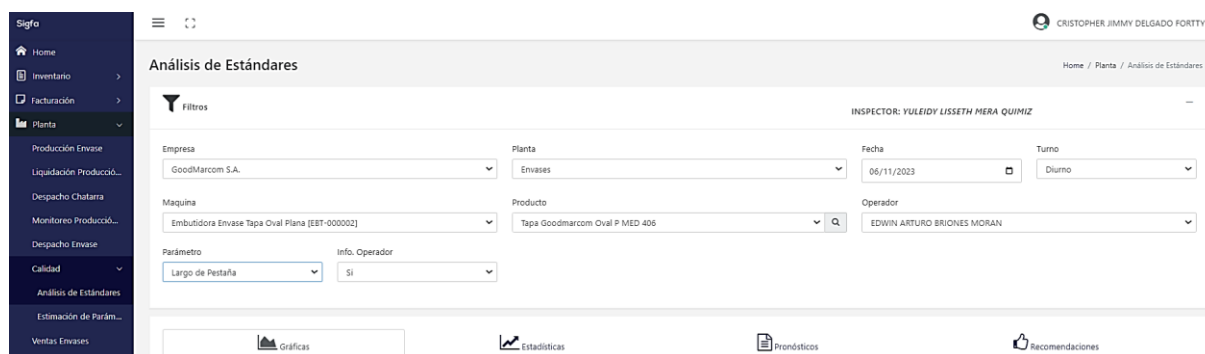 Sigfa
CRISTOPHER JIMMY DELGADO FORTTY
Home
Inventario
Facturación
Planta
Producción Envase
Liquidación Producció...
Despacho Chatarra
Monitoreo Producció...
Despacho Envase
Calidad
Análisis de Estándares
Estimación de Parám...
Ventas Envases
Análisis de Estándares
Home / Planta / Análisis de Estándares
Filtros
INSPECTOR: YULEIDY LISSETH MERA QUIMIZ
Empresa
Planta
Fecha
Turno
GoodMarcom S.A.
Envases
06/11/2023
Diurno
Maquina
Producto
Operador
Embutidora Envase Tapa Oval Plana [EBT-000002]
Tapa Goodmarcom Oval P MED 406
EDWIN ARTURO BRIONES MORAN
Parámetro
Info. Operador
Largo de Pestaña
Si
Gráficas
Estadísticas
Pronósticos
Recomendaciones